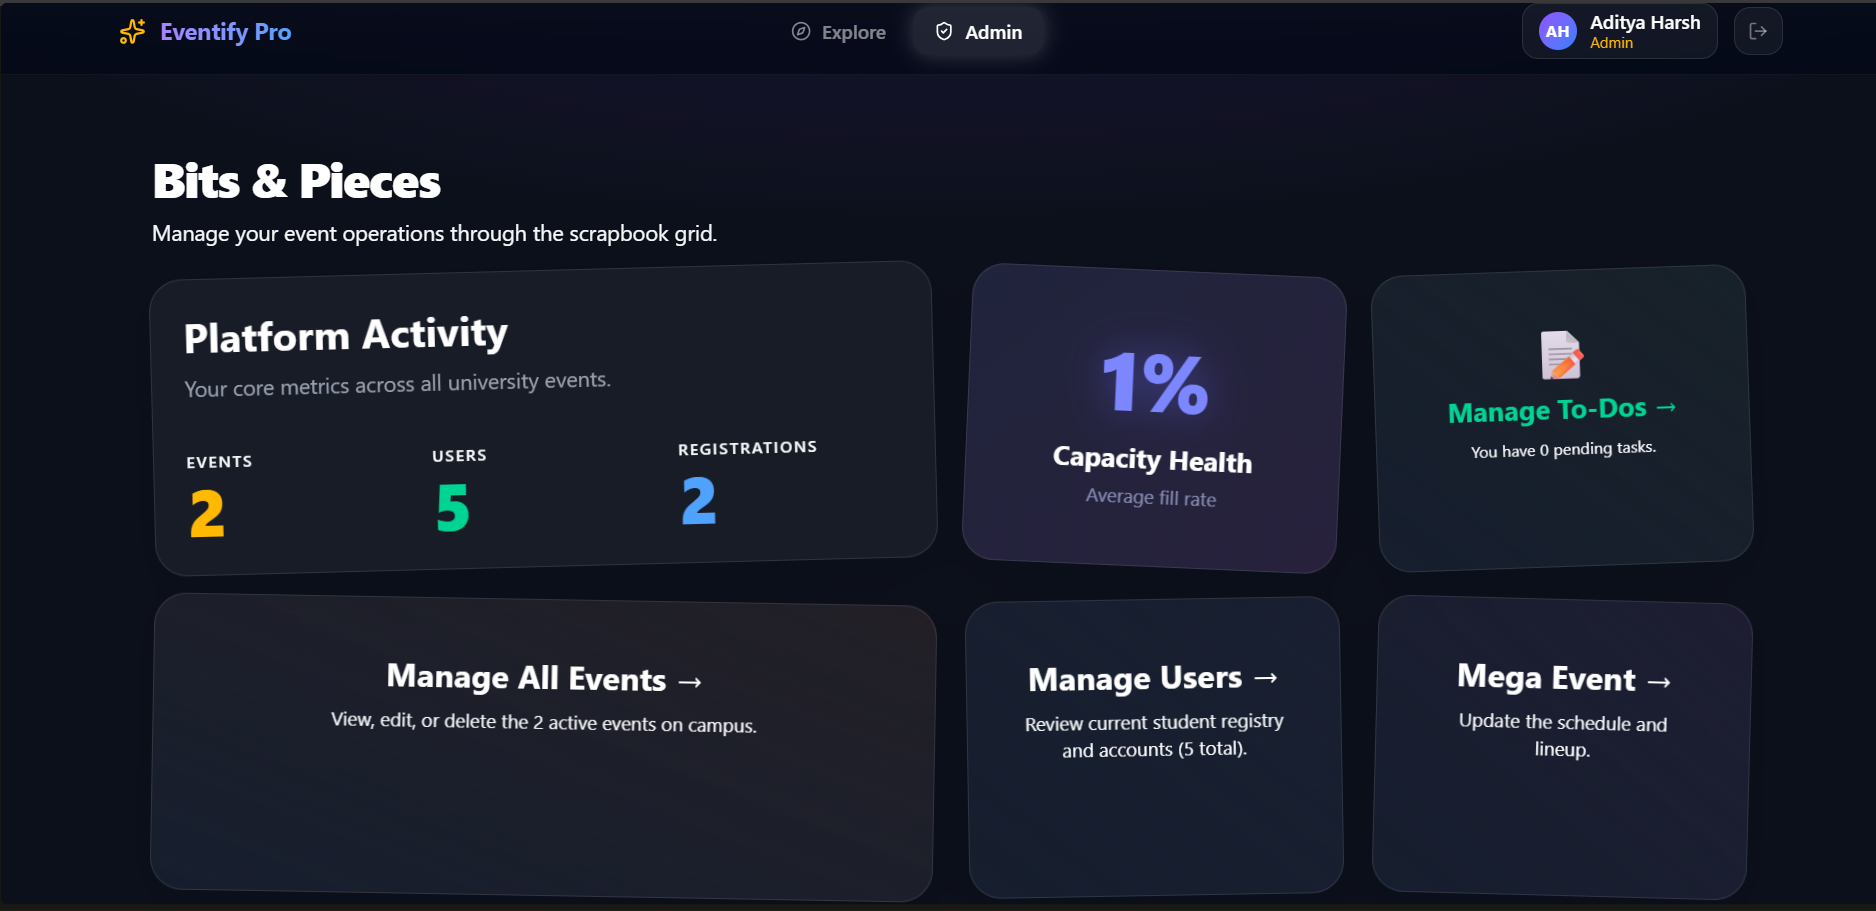 Eventify Pro
Explore
Admin
AH
Aditya Harsh
Admin
Bits & Pieces
Manage your event operations through the scrapbook grid.
Platform Activity
Your core metrics across all university events.
EVENTS
2
USERS
5
REGISTRATIONS
2
1%
Capacity Health
Average fill rate
Manage To-Dos →
You have 0 pending tasks.
Manage All Events →
View, edit, or delete the 2 active events on campus.
Manage Users →
Review current student registry
and accounts (5 total).
Mega Event →
Update the schedule and
lineup.